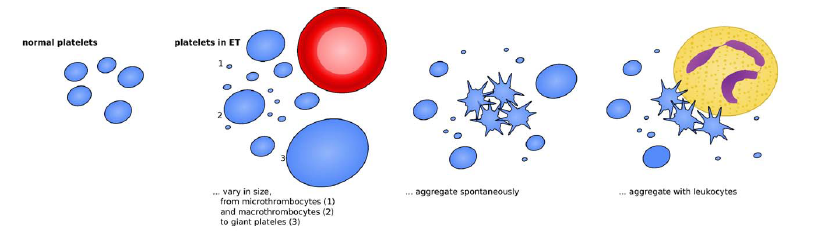 normal platelets
platelets in ET
1
2
3
... vary in size,
from microthrombocytes (1)
and macrothrombocytes (2)
to giant plateles (3)
... aggregate spontaneously
... aggregate with leukocytes